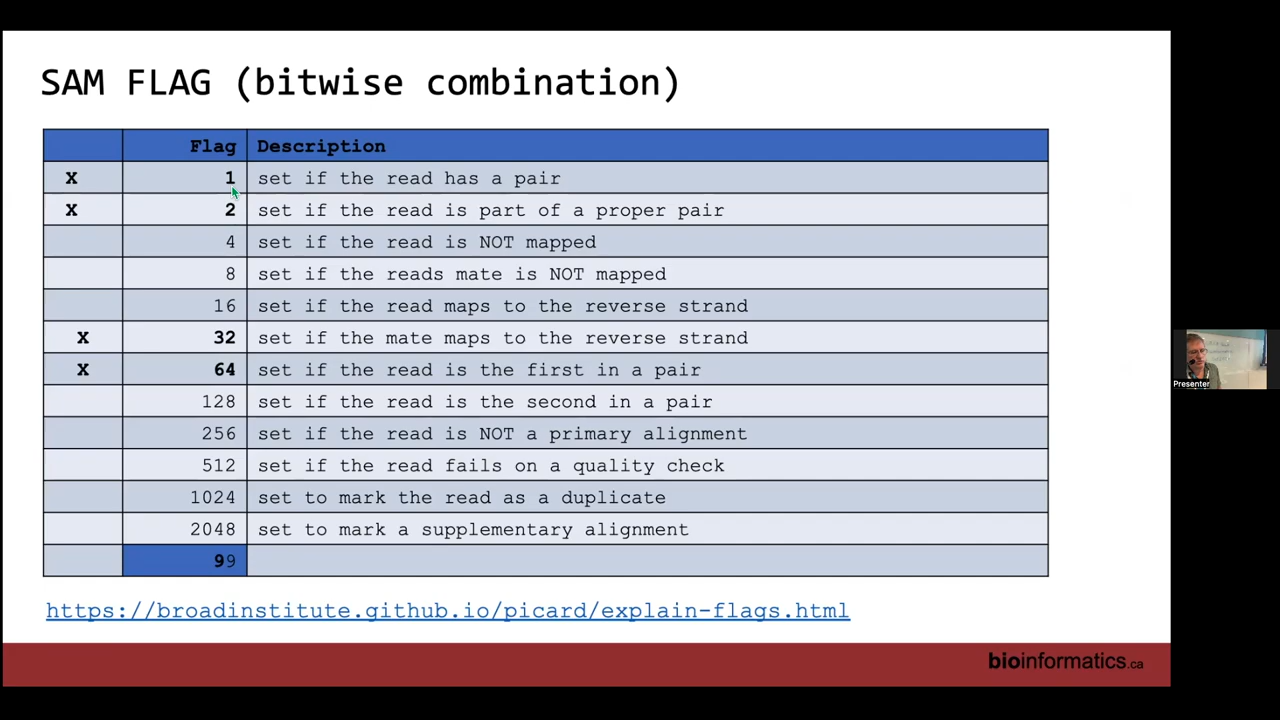 SAM FLAG (bitwise combination)
Flag Description
X 1 set if the read has a pair
X 2 set if the read is part of a proper pair
4 set if the read is NOT mapped
8 set if the reads mate is NOT mapped
16 set if the read maps to the reverse strand
X 32 set if the mate maps to the reverse strand
X 64 set if the read is the first in a pair
128 set if the read is the second in a pair
256 set if the read is NOT a primary alignment
512 set if the read fails on a quality check
1024 set to mark the read as a duplicate
2048 set to mark a supplementary alignment
99
https://broadinstitute.github.io/picard/explain-flags.html
bioinformatics.ca
Presenter